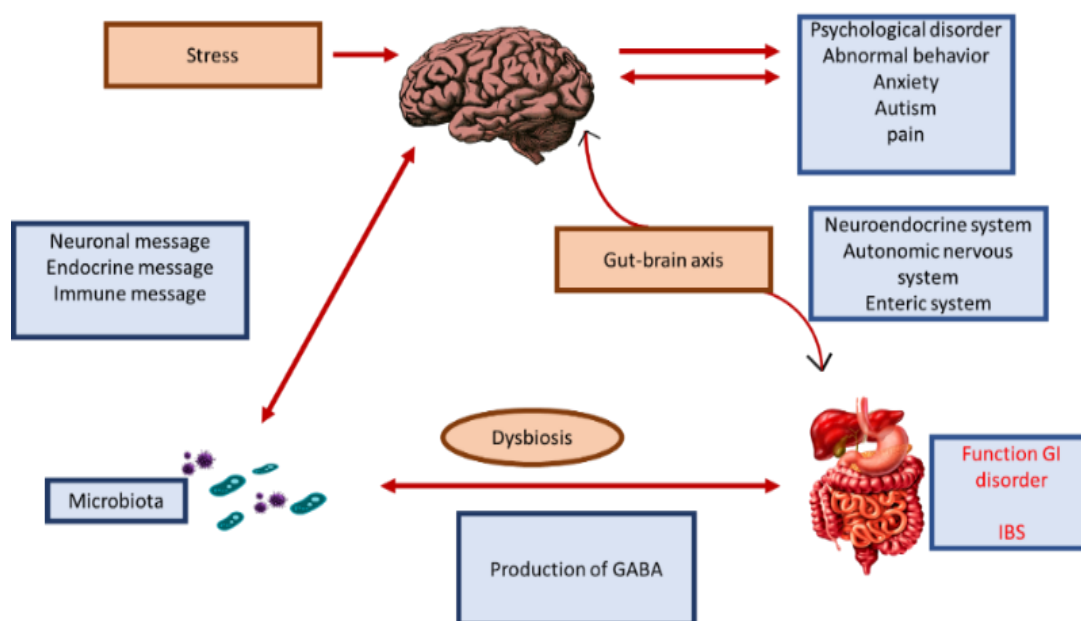 Stress
Psychological disorder
Abnormal behavior
Anxiety
Autism
pain
Neuronal message
Endocrine message
Immune message
Gut-brain axis
Neuroendocrine system
Autonomic nervous
system
Enteric system
Dysbiosis
Microbiota
Function GI
disorder
IBS
Production of GABA